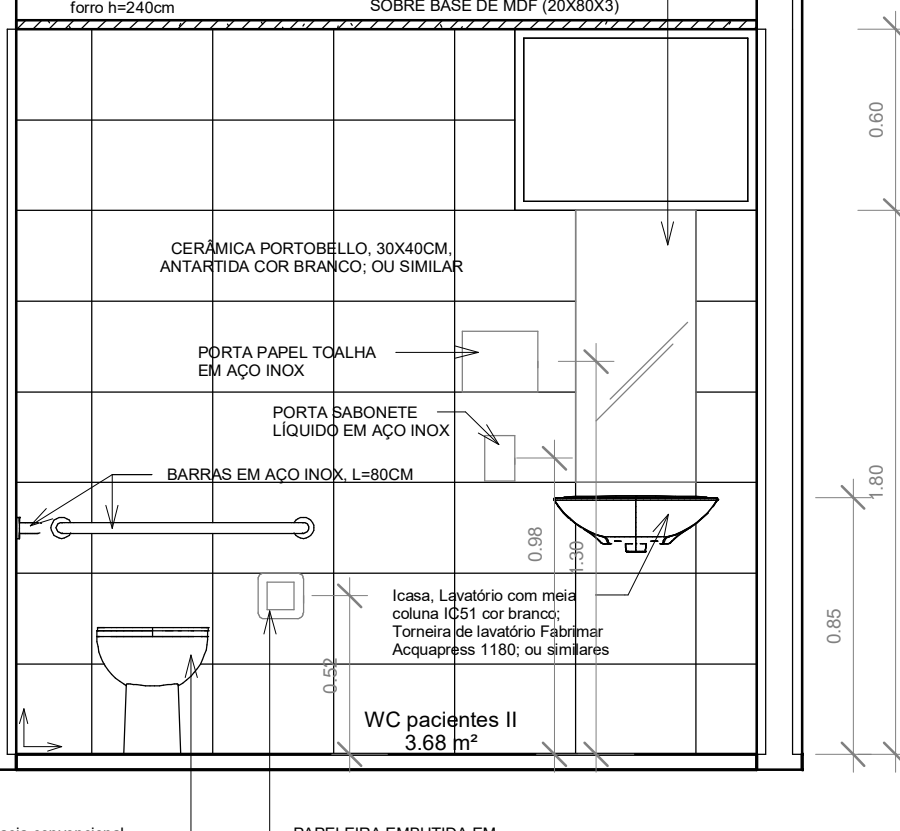 forro h=240cm
SOBRE BASE DE MDF (20X80X3)
0.60
CERÂMICA PORTOBELLO, 30X40CM,
ANTARTIDA COR BRANCO; OU SIMILAR
PORTA PAPEL TOALHA
EM AÇO INOX
PORTA SABONETE
LÍQUIDO EM AÇO INOX
BARRAS EM AÇO INOX, L=80CM
1.80
0.98
1.30
Icasa, Lavatório com meia
coluna IC51 cor branco;
Torneira de lavatório Fabrimar
Acquapress 1180; ou similares
0.85
0.52
WC pacientes II
3.68 m²
convencional
PAPELEIRA EMBUTIDA EM